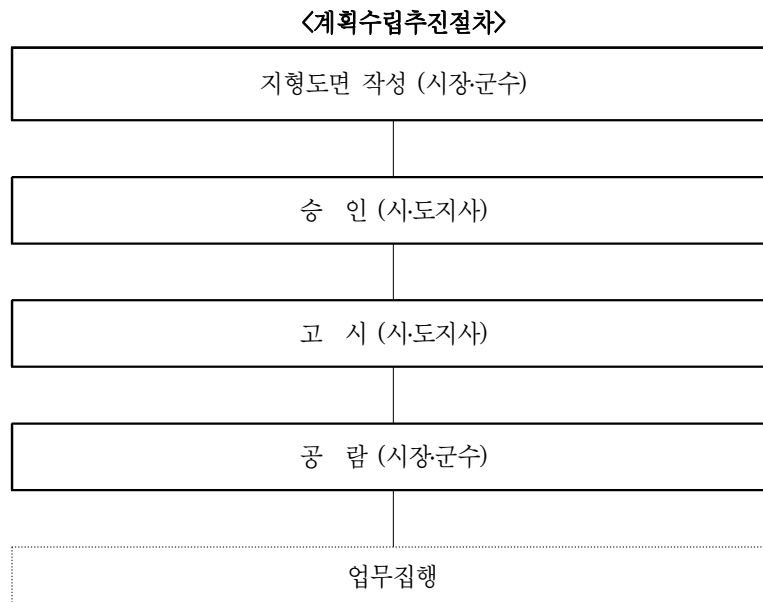 <계획수립추진절차>
지형도면 작성 (시장·군수)
승 인 (시·도지사)
고 시 (시·도지사)
공 람 (시장·군수)
업무집행